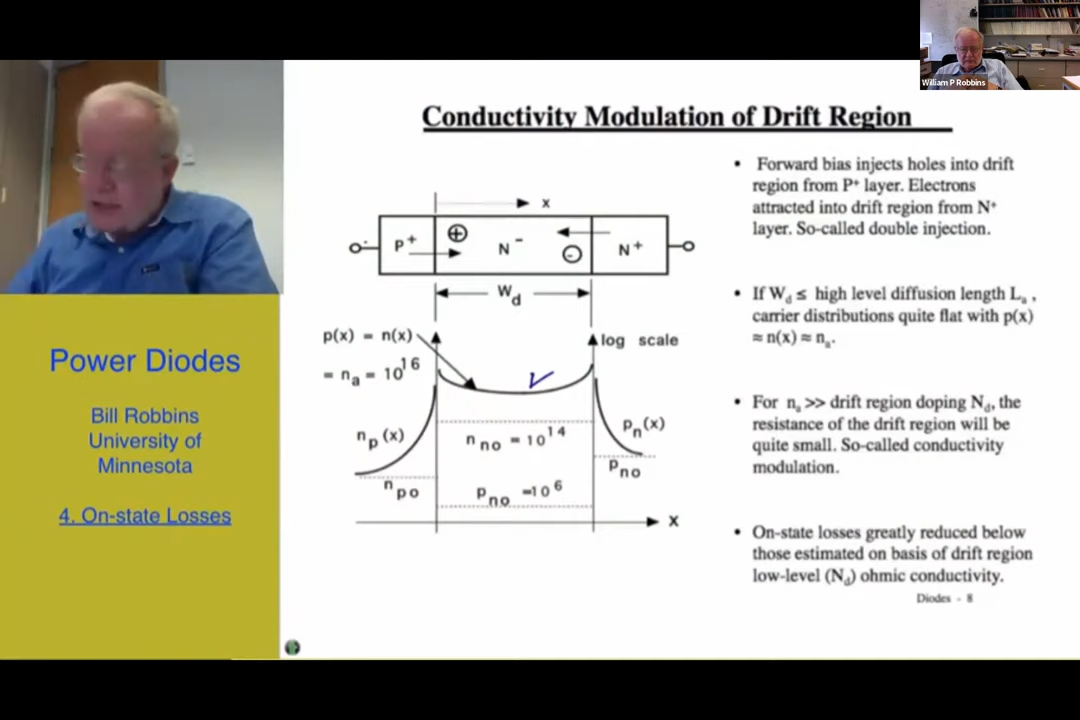 William P Robbins
Conductivity Modulation of Drift Region
Power Diodes
Bill Robbins
University of
Minnesota
4. On-state Losses
x
P+
N-
N+
Wd
p(x) = n(x)
= na = 10^16
log scale
np(x)
nno = 10^14
Pn(x)
npo
Pno =10^6
Pno
x
• Forward bias injects holes into drift
region from P+ layer. Electrons
attracted into drift region from N+
layer. So-called double injection.
• If Wd ≤ high level diffusion length La ,
carrier distributions quite flat with p(x)
≈ n(x) ≈ na.
• For na >> drift region doping Nd, the
resistance of the drift region will be
quite small. So-called conductivity
modulation.
• On-state losses greatly reduced below
those estimated on basis of drift region
low-level (Nd) ohmic conductivity.
Diodes - 8